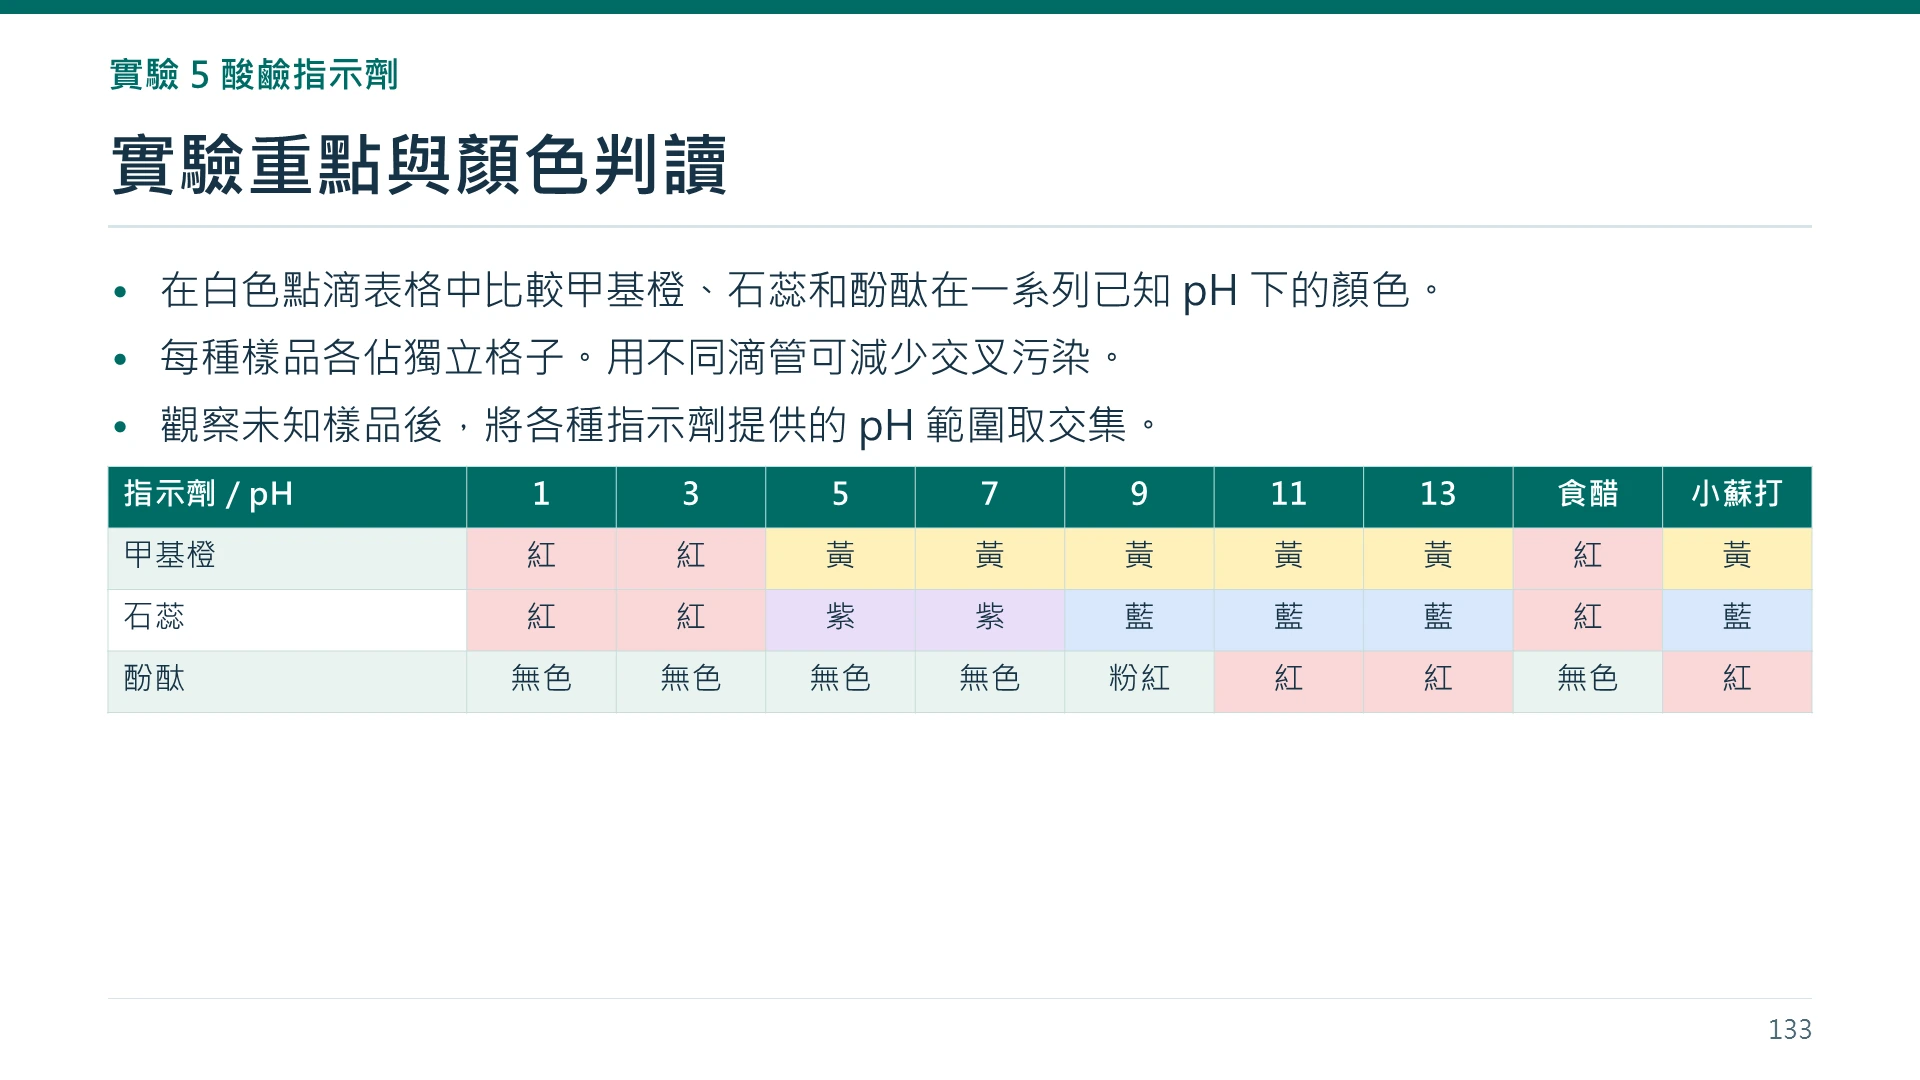 實驗 5 酸鹼指示劑
實驗重點與顏色判讀
• 在白色點滴表格中比較甲基橙、石蕊和酚酞在一系列已知 pH 下的顏色。
• 每種樣品各佔獨立格子。用不同滴管可減少交叉污染。
• 觀察未知樣品後，將各種指示劑提供的 pH 範圍取交集。
指示劑 / pH 1 3 5 7 9 11 13 食醋 小蘇打
甲基橙 紅 紅 黃 黃 黃 黃 黃 紅 黃
石蕊 紅 紅 紫 紫 藍 藍 藍 紅 藍
酚酞 無色 無色 無色 無色 粉紅 紅 紅 無色 紅
133